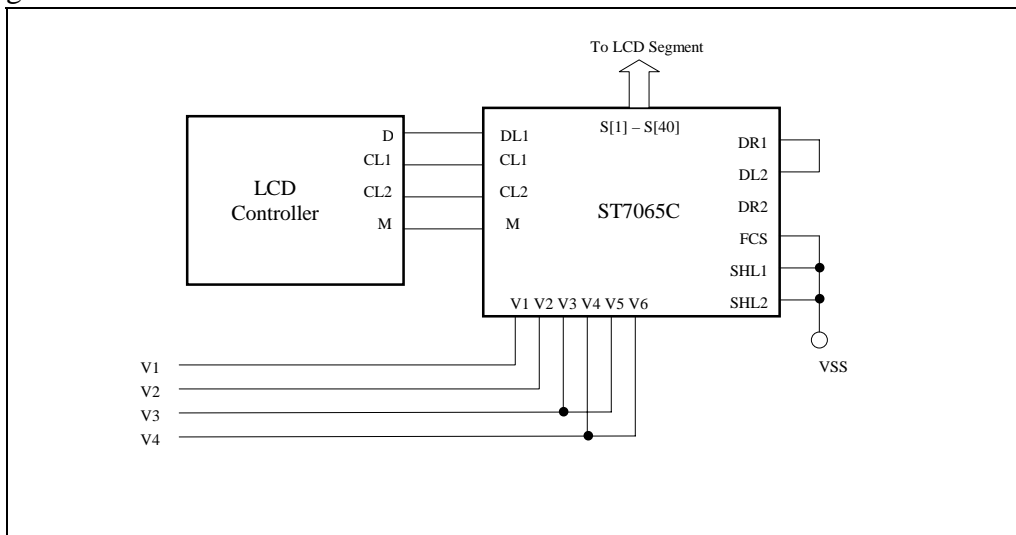 g
To LCD Segment
S[1] – S[40]
D
CL1
CL2
M
LCD
Controller
DL1
CL1
CL2
M
ST7065C
DR1
DL2
DR2
FCS
SHL1
SHL2
V1 V2 V3 V4 V5 V6
VSS
V1
V2
V3
V4